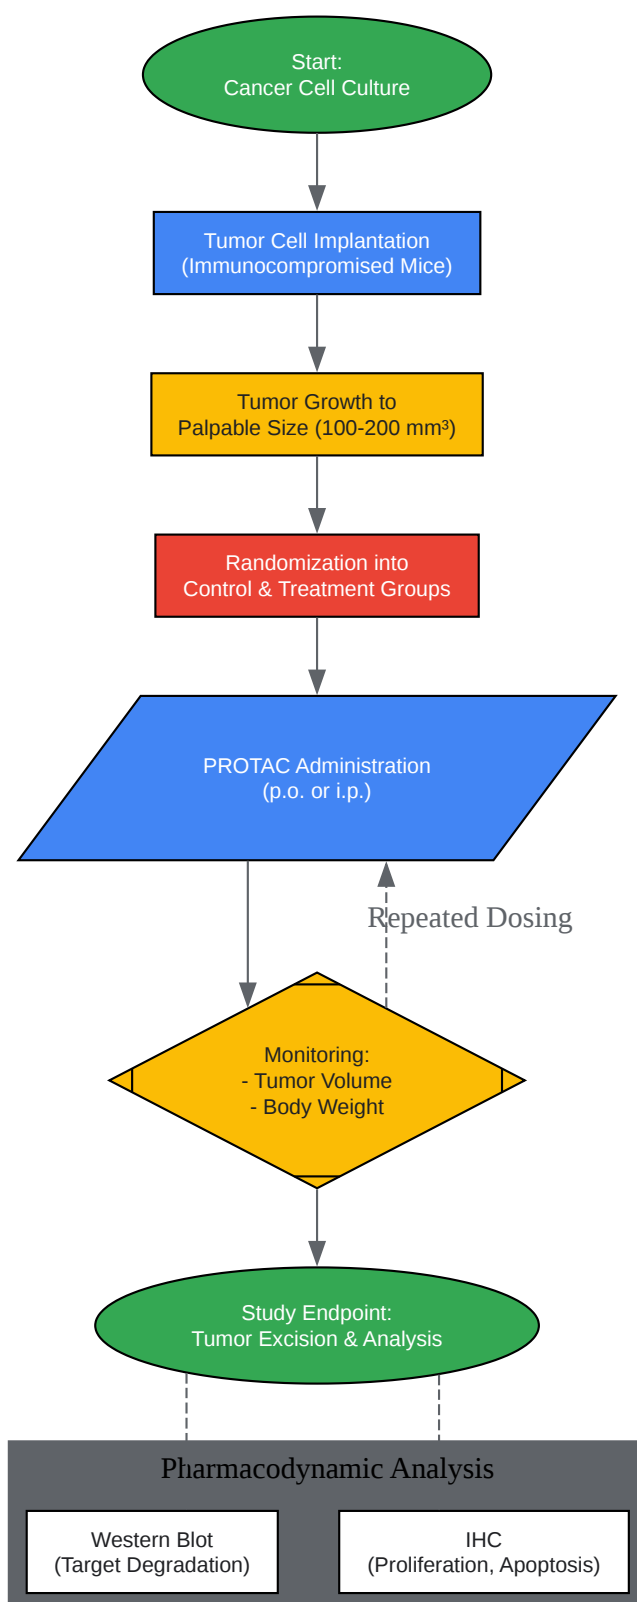 Start:
Cancer Cell Culture
Tumor Cell Implantation
(Immunocompromised Mice)
Tumor Growth to
Palpable Size (100-200 mm³)
Randomization into
Control & Treatment Groups
PROTAC Administration
(p.o. or i.p.)
Repeated Dosing
Monitoring:
- Tumor Volume
- Body Weight
Study Endpoint:
Tumor Excision & Analysis
Pharmacodynamic Analysis
Western Blot
(Target Degradation)
IHC
(Proliferation, Apoptosis)